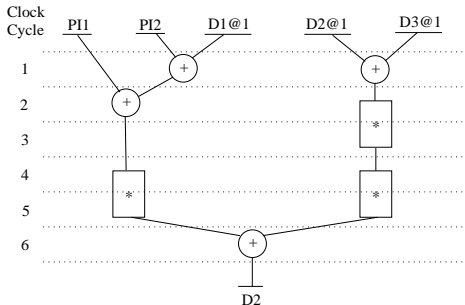 Clock
Cycle
PI1 PI2 D1@1 D2@1 D3@1
1 + +
2 + *
3
4 * *
5
6 +
D2